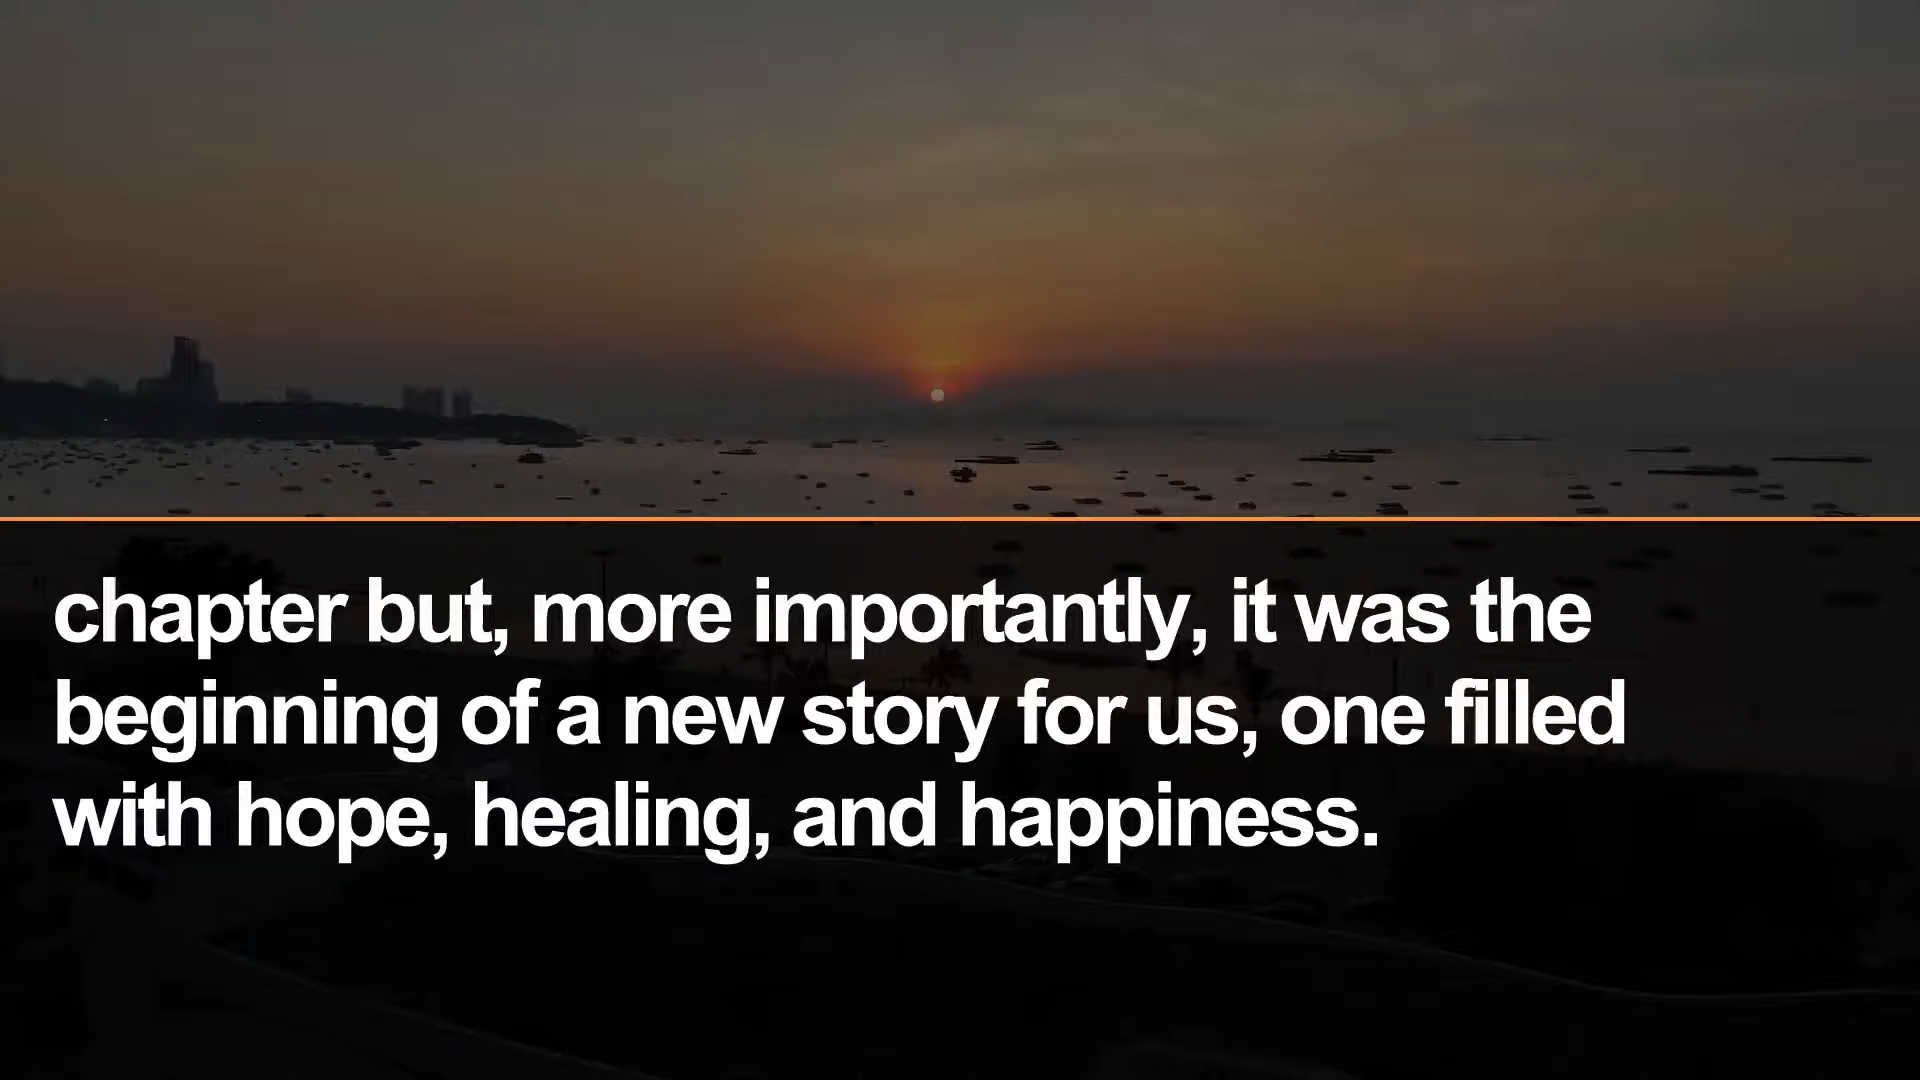 chapter but, more importantly, it was the
beginning of a new story for us, one filled
with hope, healing, and happiness.